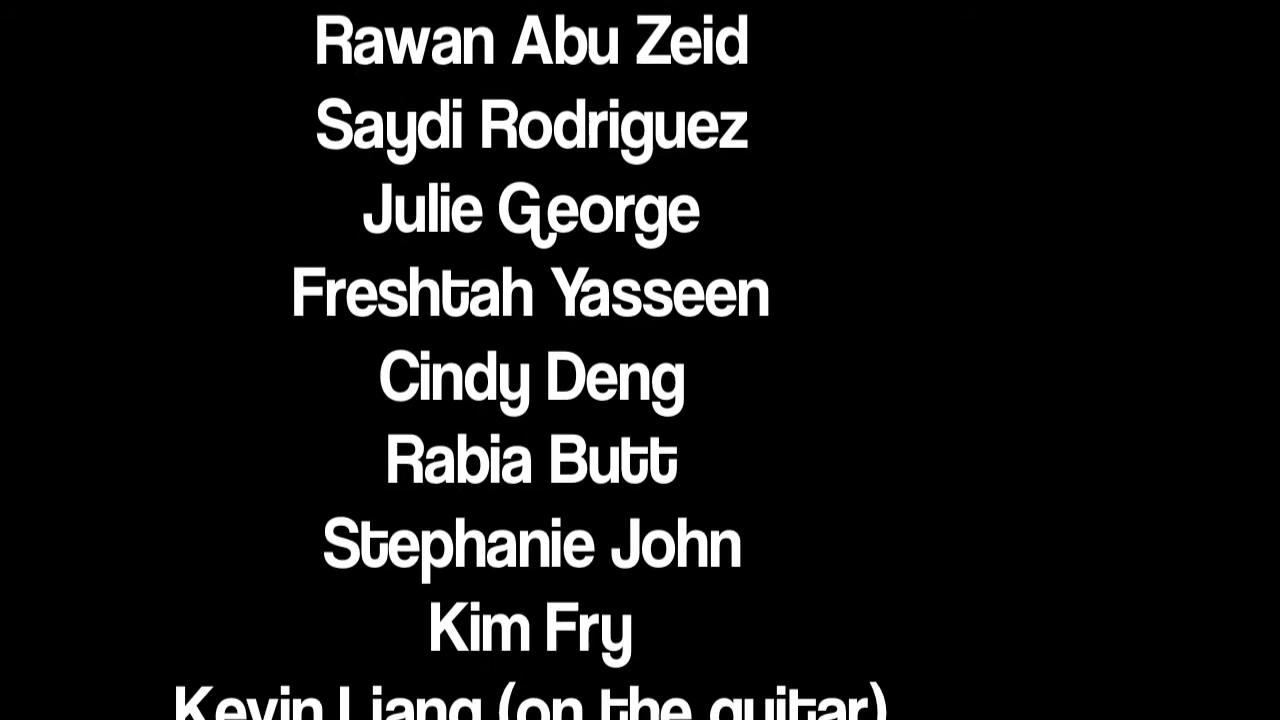 Rawan Abu Zeid
Saydi Rodriguez
Julie George
Freshtah Yasseen
Cindy Deng
Rabia Butt
Stephanie John
Kim Fry
Kevin Liang (on the guitar)